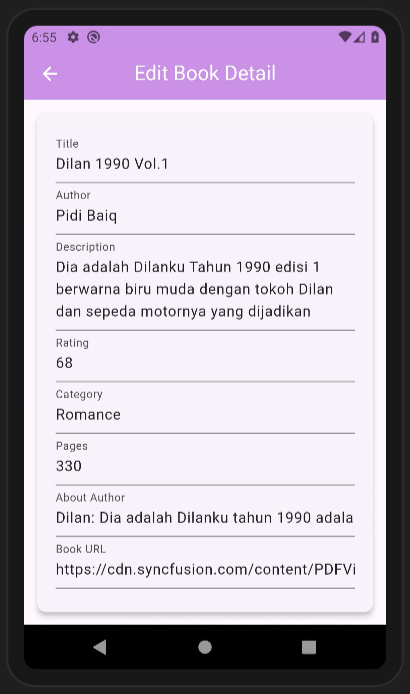 6:55
Edit Book Detail
Title
Dilan 1990 Vol.1
Author
Pidi Baiq
Description
Dia adalah Dilanku Tahun 1990 edisi 1
berwarna biru muda dengan tokoh Dilan
dan sepeda motornya yang dijadikan
Rating
68
Category
Romance
Pages
330
About Author
Dilan: Dia adalah Dilanku tahun 1990 adala
Book URL
https://cdn.syncfusion.com/content/PDFVi